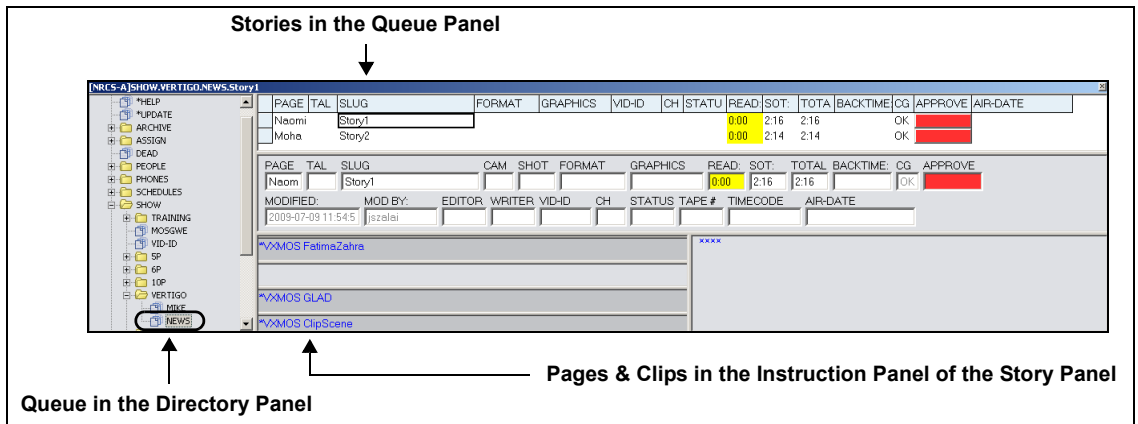 Stories in the Queue Panel
[NRCS-A]SHOW.VERTIGO.NEWS.Story1
*HELP
*UPDATE
ARCHIVE
ASSIGN
DEAD
PEOPLE
PHONES
SCHEDULES
SHOW
TRAINING
MOSGWE
VID-ID
5P
6P
10P
VERTIGO
MIKE
NEWS
PAGE TAL SLUG FORMAT GRAPHICS VID-ID CH STATU READ: SOT: TOTA BACKTIME: CG APPROVE AIR-DATE
Naomi Story1 0:00 2:16 2:16 OK
Moha Story2 0:00 2:14 2:14 OK
PAGE TAL SLUG CAM SHOT FORMAT GRAPHICS READ: SOT: TOTAL BACKTIME: CG APPROVE
Naom Story1 0:00 2:16 2:16 OK
MODIFIED: MOD BY: EDITOR WRITER VID-ID CH STATUS TAPE # TIMECODE AIR-DATE
2009-07-09 11:54:5 jszalai
*VXMOS FatimaZahra
*VXMOS GLAD
*VXMOS ClipScene
xxxx
Pages & Clips in the Instruction Panel of the Story Panel
Queue in the Directory Panel